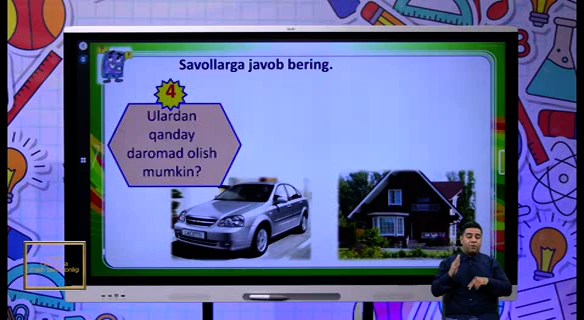 Savollarga javob bering.
4
Ulardan
qanday
daromad olish
mumkin?